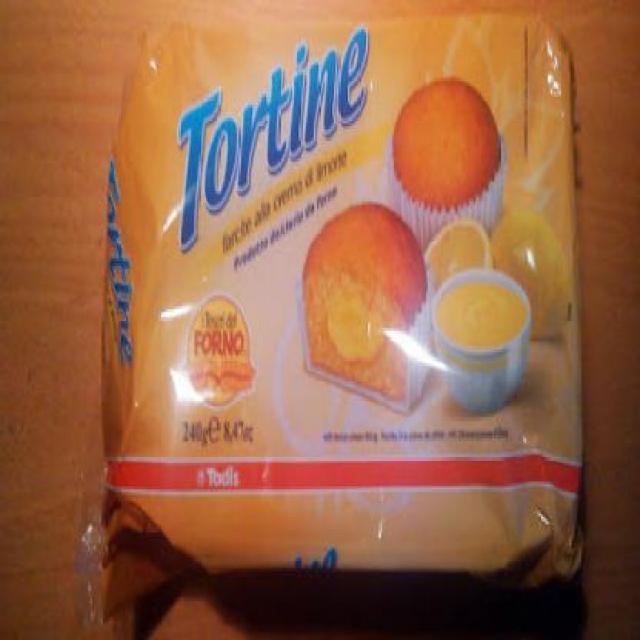 Tortine
farcite alla crema di limone
Prodotto dolciario da forno
I Tesori del
FORNO
240g e 8,47oz
Todis
Tortine